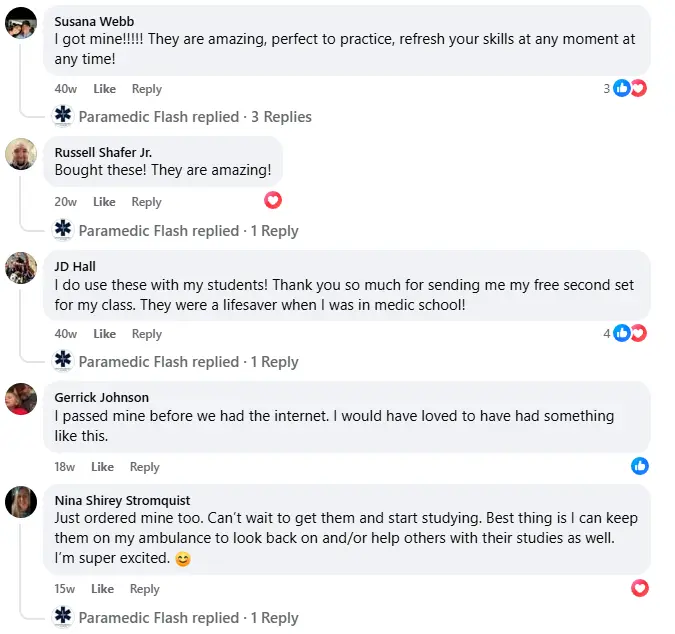 Susana Webb
I got mine!!!!! They are amazing, perfect to practice, refresh your skills at any moment at
any time!
40w Like Reply 3
Paramedic Flash replied · 3 Replies
Russell Shafer Jr.
Bought these! They are amazing!
20w Like Reply
Paramedic Flash replied · 1 Reply
JD Hall
I do use these with my students! Thank you so much for sending me my free second set
for my class. They were a lifesaver when I was in medic school!
40w Like Reply 4
Paramedic Flash replied · 1 Reply
Gerrick Johnson
I passed mine before we had the internet. I would have loved to have had something
like this.
18w Like Reply
Nina Shirey Stromquist
Just ordered mine too. Can’t wait to get them and start studying. Best thing is I can keep
them on my ambulance to look back on and/or help others with their studies as well.
I’m super excited. 😊
15w Like Reply
Paramedic Flash replied · 1 Reply